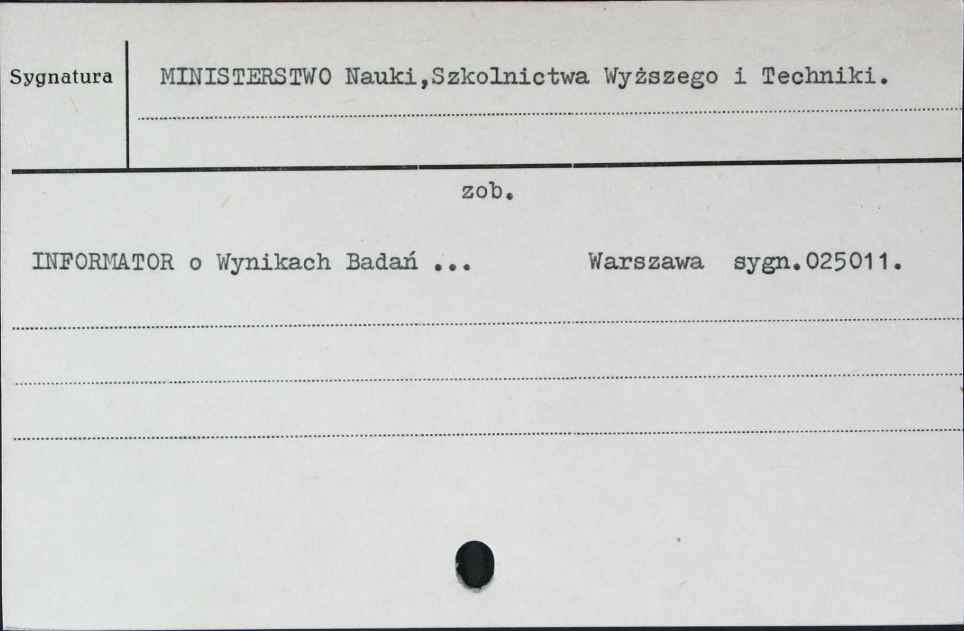 Sygnatura
MINISTERSTWO Nauki,Szkolnictwa Wyższego i Techniki.
zob.
INFORMATOR o Wynikach Badań ... Warszawa sygn.025011.